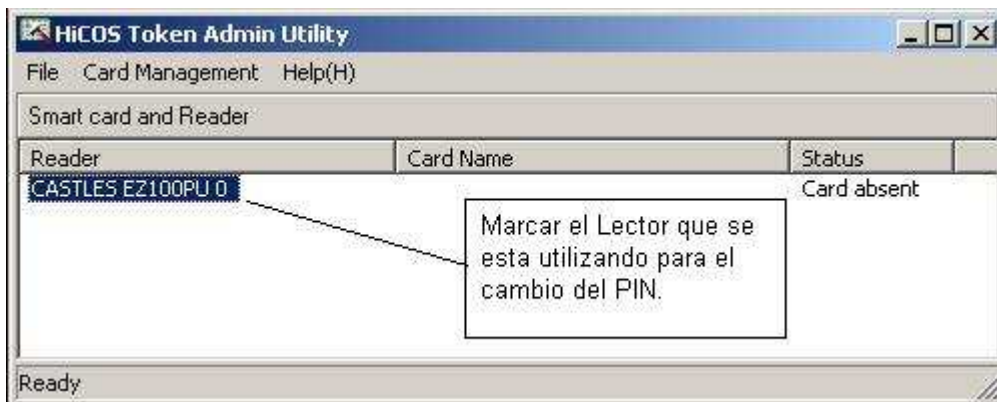 HiCOS Token Admin Utility
File Card Management Help(H)
Smart card and Reader
Reader Card Name Status
CASTLES EZ100PU 0 Card absent
Marcar el Lector que se
esta utilizando para el
cambio del PIN.
Ready